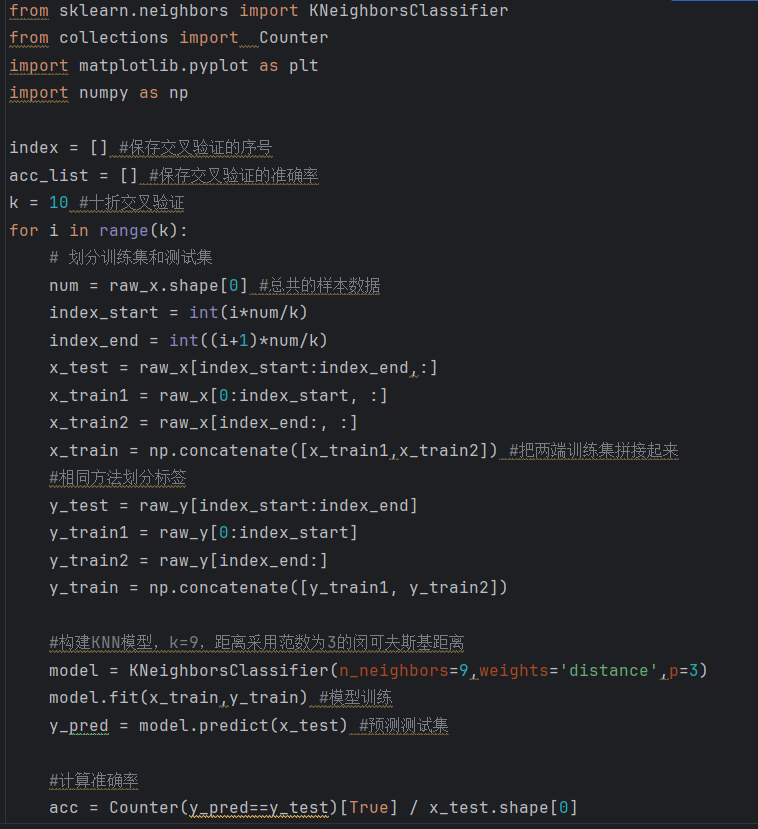 from sklearn.neighbors import KNeighborsClassifier
from collections import  Counter
import matplotlib.pyplot as plt
import numpy as np

index = [] #保存交叉验证的序号
acc_list = [] #保存交叉验证的准确率
k = 10 #十折交叉验证
for i in range(k):
    # 划分训练集和测试集
    num = raw_x.shape[0] #总共的样本数据
    index_start = int(i*num/k)
    index_end = int((i+1)*num/k)
    x_test = raw_x[index_start:index_end,:]
    x_train1 = raw_x[0:index_start, :]
    x_train2 = raw_x[index_end:, :]
    x_train = np.concatenate([x_train1,x_train2]) #把两端训练集拼接起来
    #相同方法划分标签
    y_test = raw_y[index_start:index_end]
    y_train1 = raw_y[0:index_start]
    y_train2 = raw_y[index_end:]
    y_train = np.concatenate([y_train1, y_train2])

    #构建KNN模型，k=9，距离采用范数为3的闵可夫斯基距离
    model = KNeighborsClassifier(n_neighbors=9,weights='distance',p=3)
    model.fit(x_train,y_train) #模型训练
    y_pred = model.predict(x_test) #预测测试集

    #计算准确率
    acc = Counter(y_pred==y_test)[True] / x_test.shape[0]